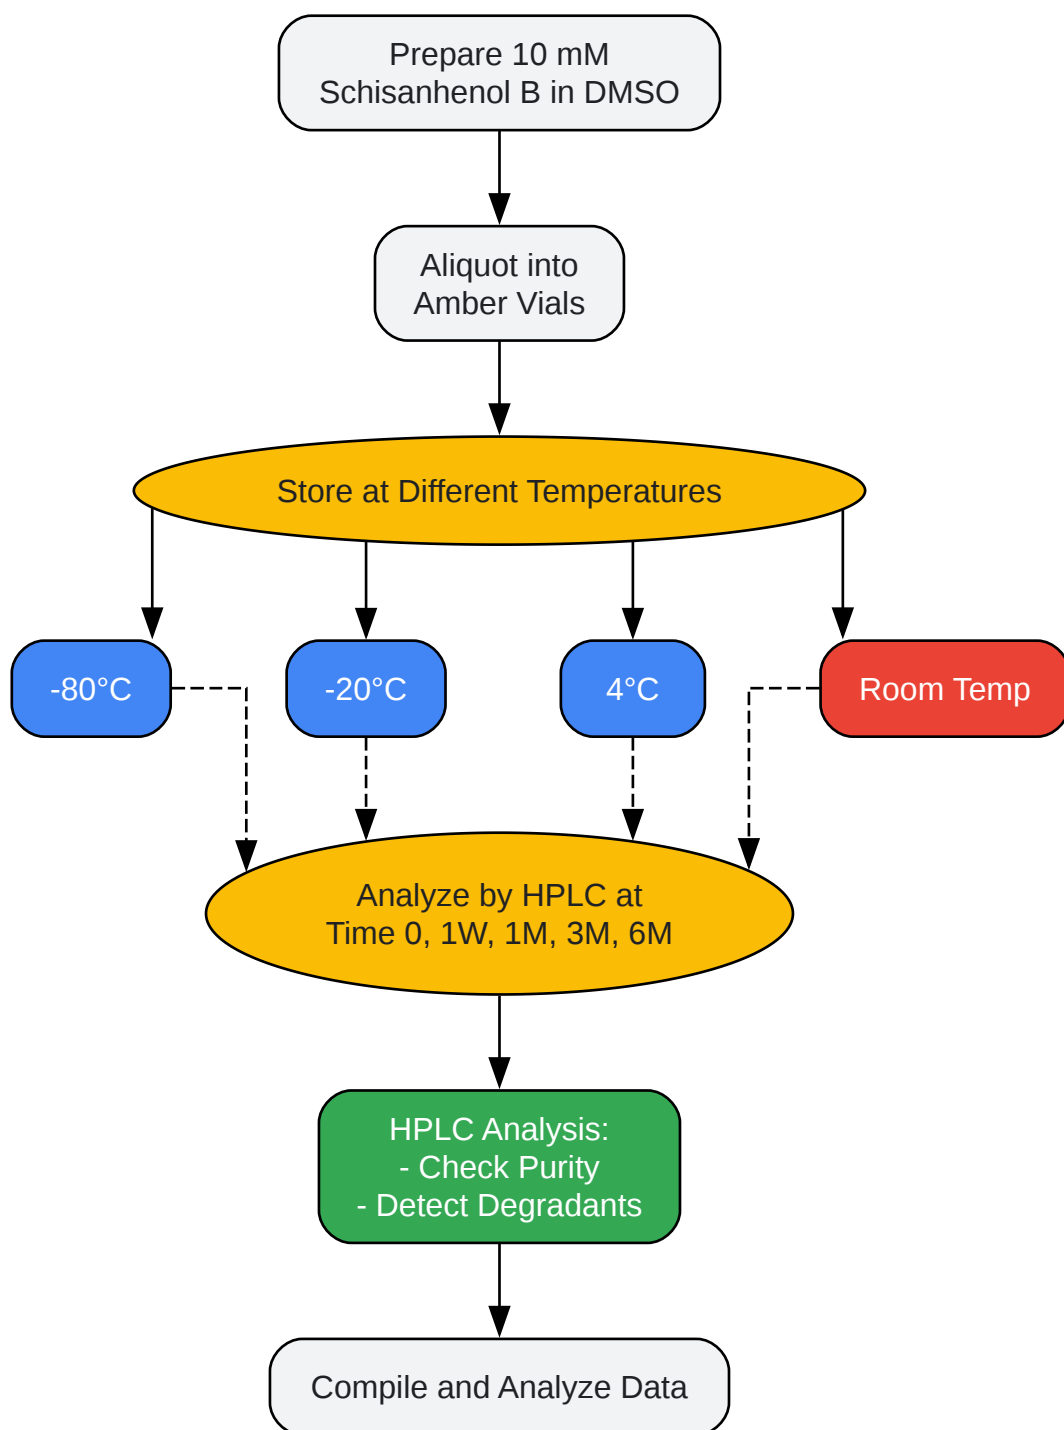 Prepare 10 mM
Schisanhenol B in DMSO
Aliquot into
Amber Vials
Store at Different Temperatures
-80°C
-20°C
4°C
Room Temp
Analyze by HPLC at
Time 0, 1W, 1M, 3M, 6M
HPLC Analysis:
- Check Purity
- Detect Degradants
Compile and Analyze Data